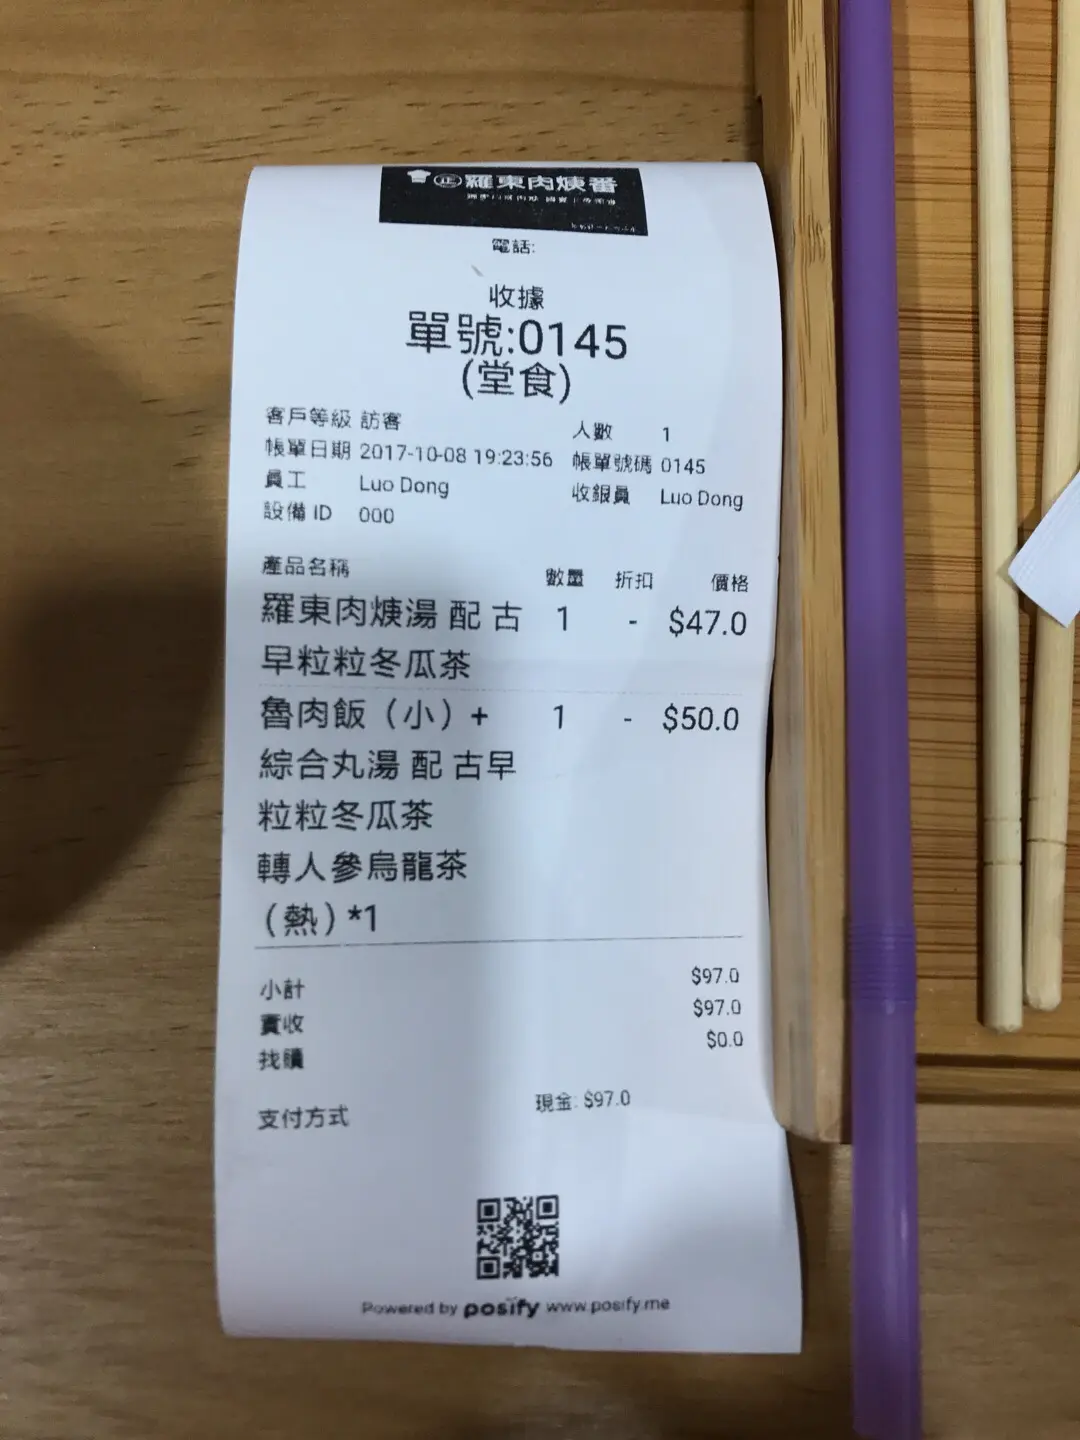 正羅東肉焿番
電話:
收據
單號:0145
(堂食)
客戶等級 訪客 人數 1
帳單日期 2017-10-08 19:23:56 帳單號碼 0145
員工 Luo Dong 收銀員 Luo Dong
設備 ID 000
產品名稱 數量 折扣 價格
羅東肉焿湯 配 古 1 - $47.0
早粒粒冬瓜茶
魯肉飯（小）+ 1 - $50.0
綜合丸湯 配 古早
粒粒冬瓜茶
轉人參烏龍茶
（熱）*1
小計 $97.0
實收 $97.0
找贖 $0.0
支付方式 現金: $97.0
Powered by posify www.posify.me